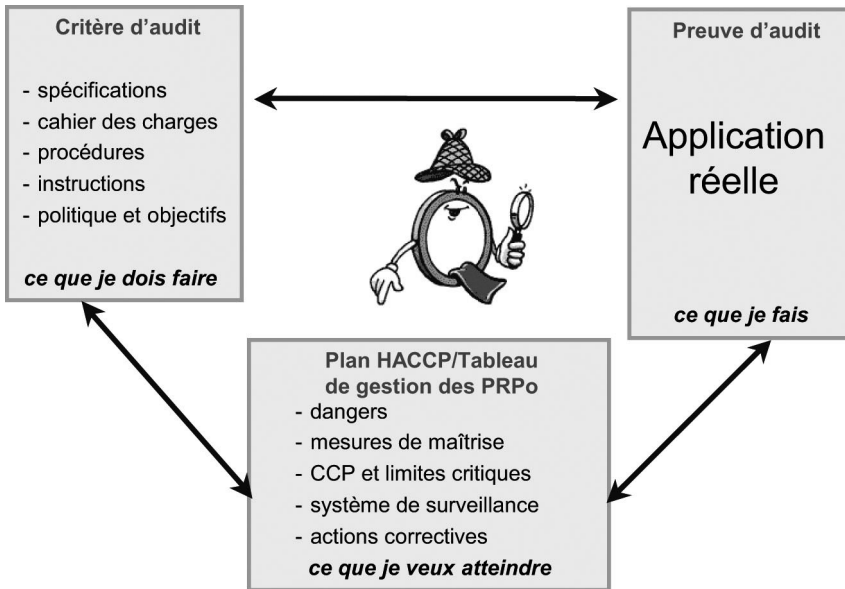 Critère d'audit
- spécifications
- cahier des charges
- procédures
- instructions
- politique et objectifs
ce que je dois faire
Preuve d'audit
Application
réelle
ce que je fais
Plan HACCP/Tableau
de gestion des PRPo
- dangers
- mesures de maîtrise
- CCP et limites critiques
- système de surveillance
- actions correctives
ce que je veux atteindre